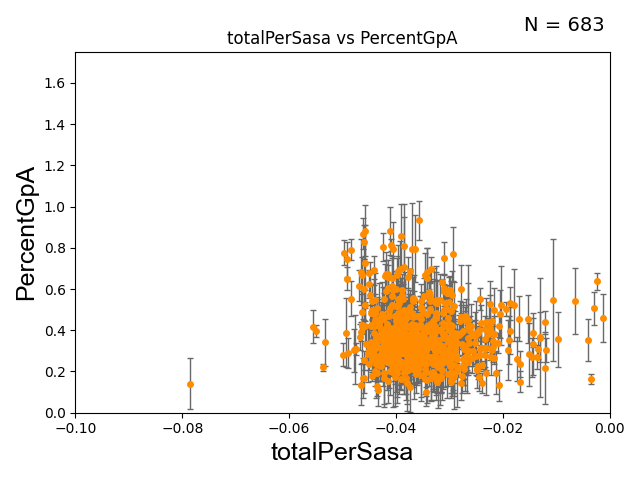 N = 683
totalPerSasa vs PercentGpA
PercentGpA
1.6
1.4
1.2
1.0
0.8
0.6
0.4
0.2
0.0
−0.10 −0.08 −0.06 −0.04 −0.02 0.00
totalPerSasa